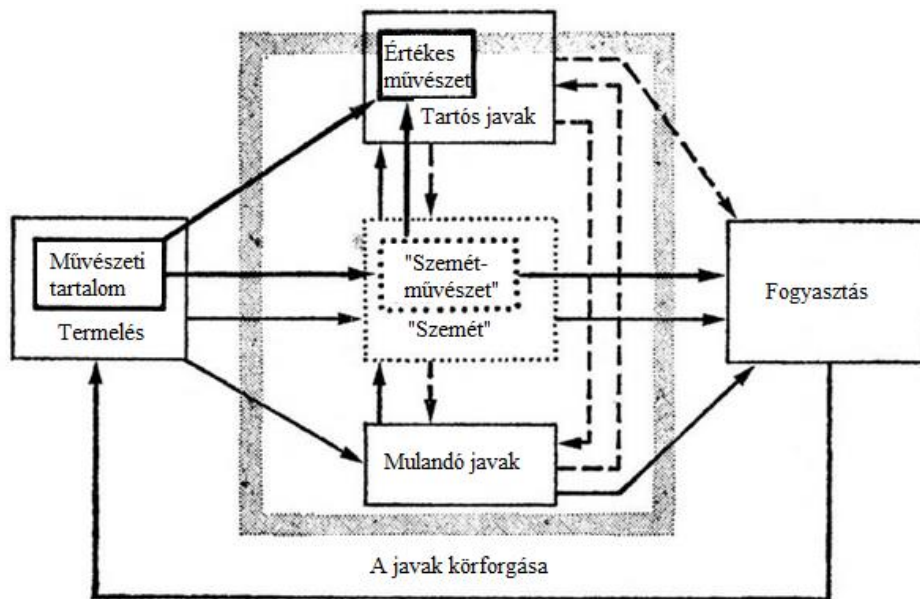 Értékes
művészet
Tartós javak
Művészeti
tartalom
Termelés
"Szemét-
művészet"
"Szemét"
Fogyasztás
Mulandó javak
A javak körforgása